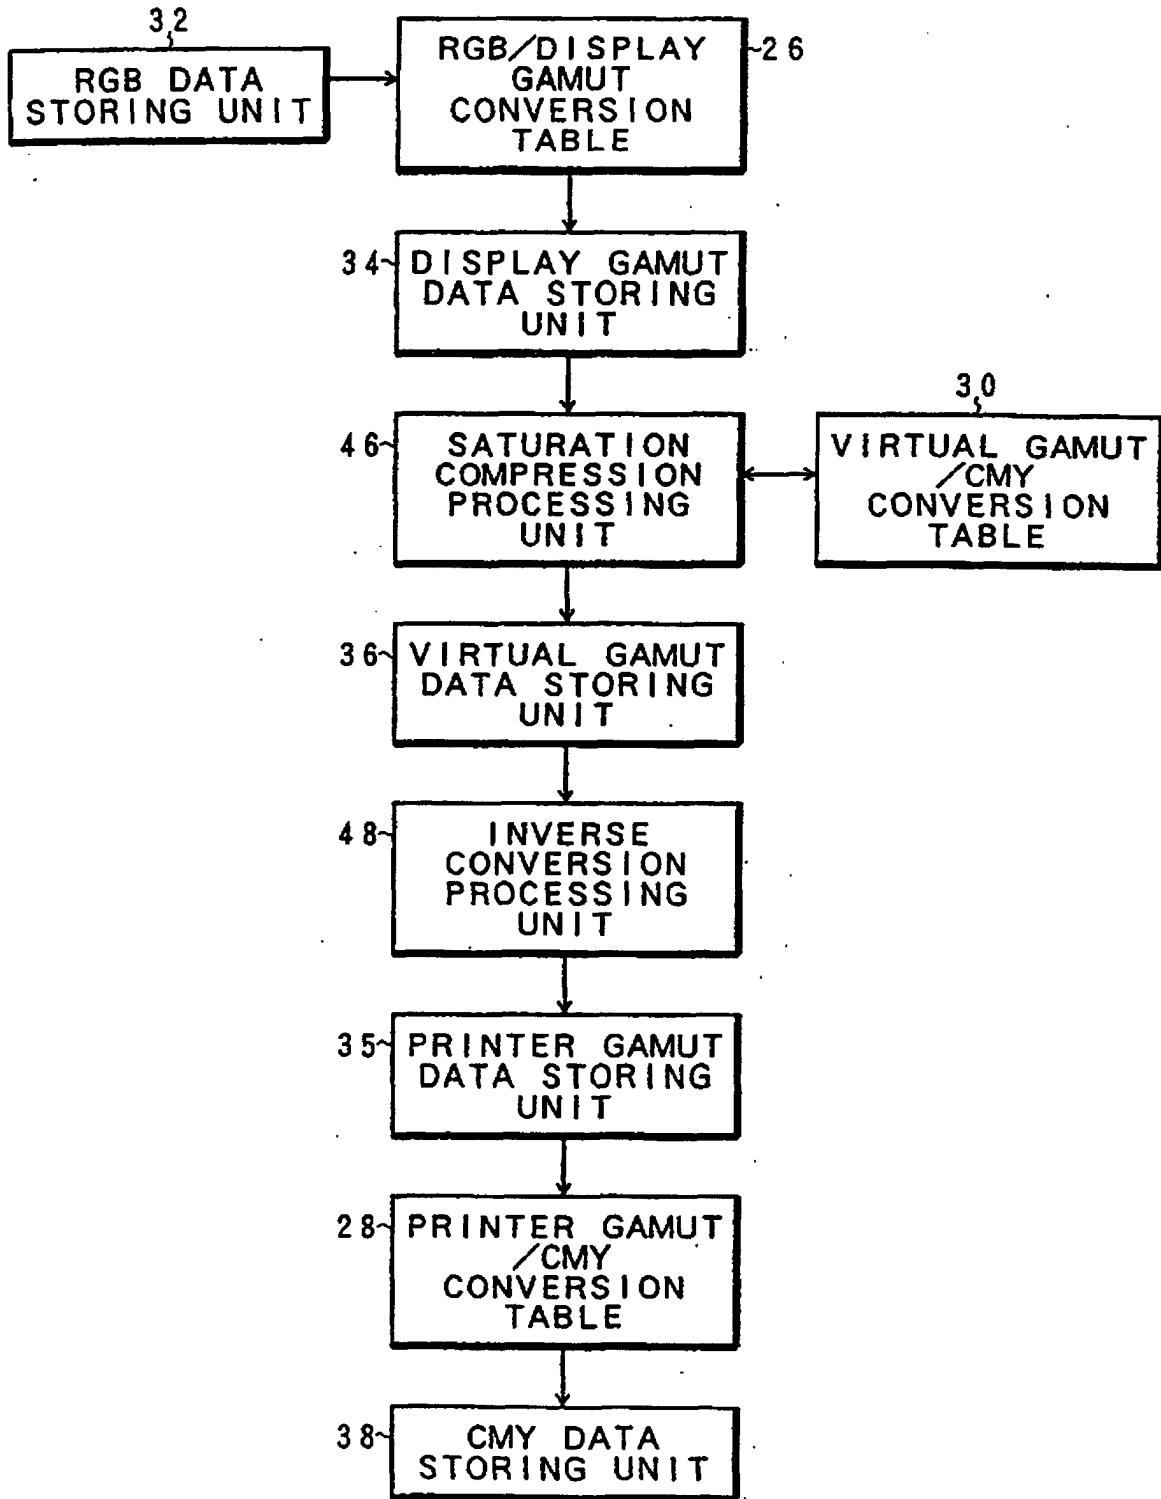 32
RGB DATA
STORING UNIT
RGB/DISPLAY
GAMUT
CONVERSION
TABLE
26
34
DISPLAY GAMUT
DATA STORING
UNIT
46
SATURATION
COMPRESSION
PROCESSING
UNIT
30
VIRTUAL GAMUT
/CMY
CONVERSION
TABLE
36
VIRTUAL GAMUT
DATA STORING
UNIT
48
INVERSE
CONVERSION
PROCESSING
UNIT
35
PRINTER GAMUT
DATA STORING
UNIT
28
PRINTER GAMUT
/CMY
CONVERSION
TABLE
38
CMY DATA
STORING UNIT